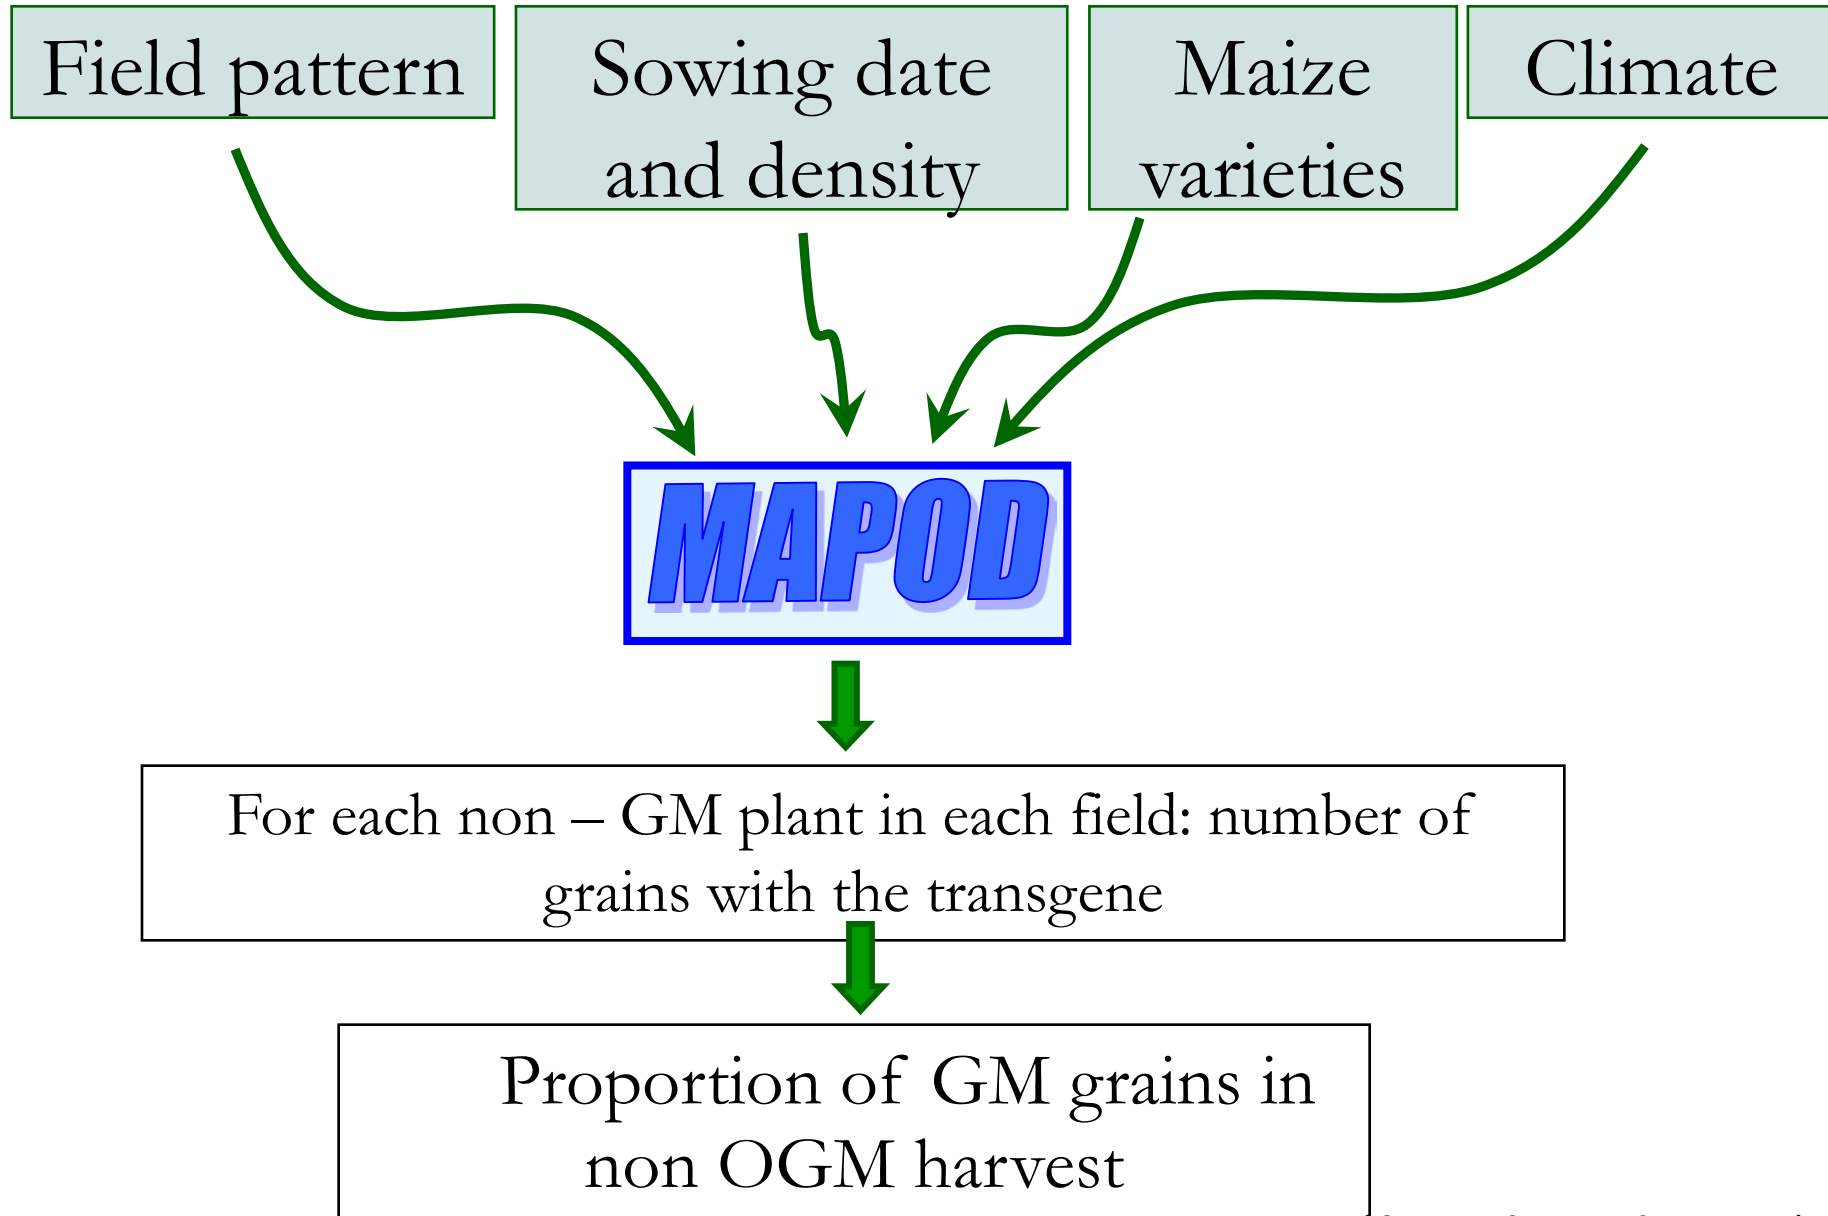 Field pattern
Sowing date
and density
Maize
varieties
Climate
MAPOD
For each non – GM plant in each field: number of
grains with the transgene
Proportion of GM grains in
non OGM harvest